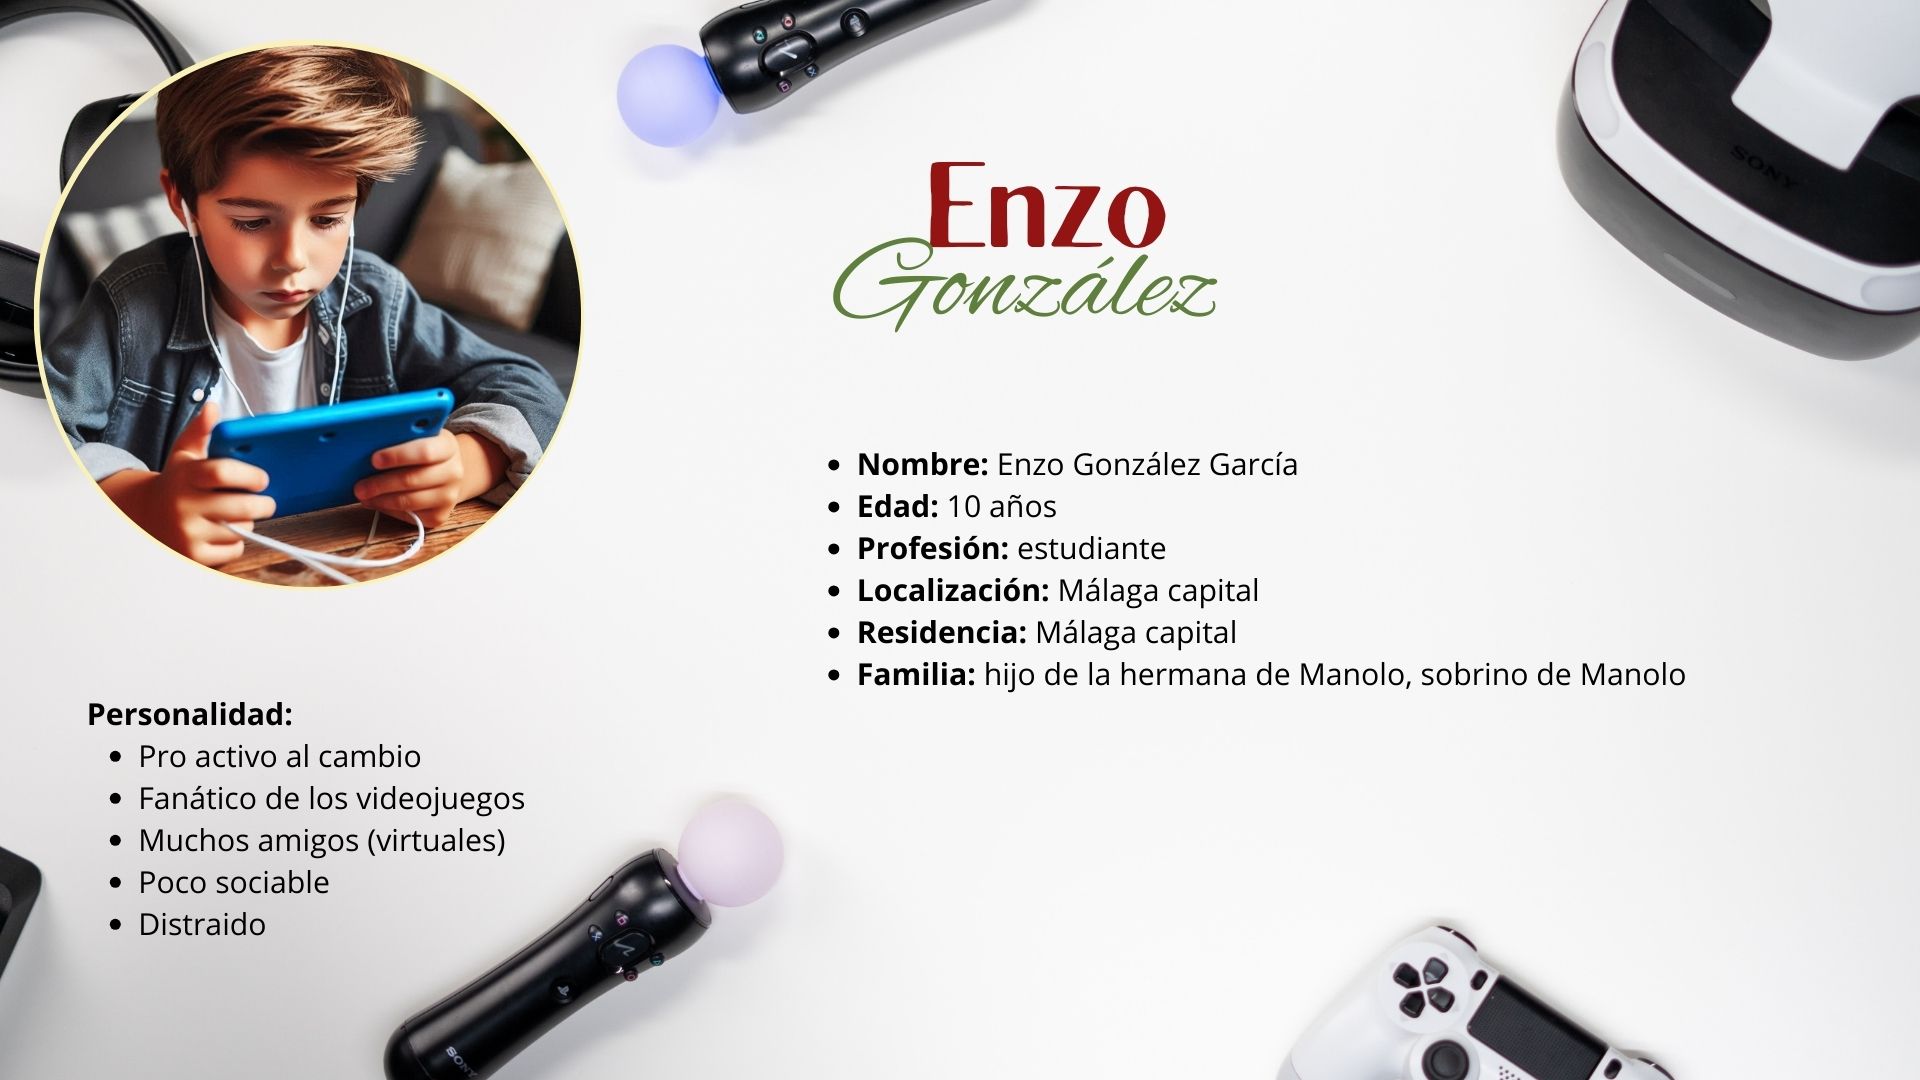 Enzo
González
SONY
• Nombre: Enzo González García
• Edad: 10 años
• Profesión: estudiante
• Localización: Málaga capital
• Residencia: Málaga capital
• Familia: hijo de la hermana de Manolo, sobrino de Manolo
Personalidad:
• Pro activo al cambio
• Fanático de los videojuegos
• Muchos amigos (virtuales)
• Poco sociable
• Distraido
SONY